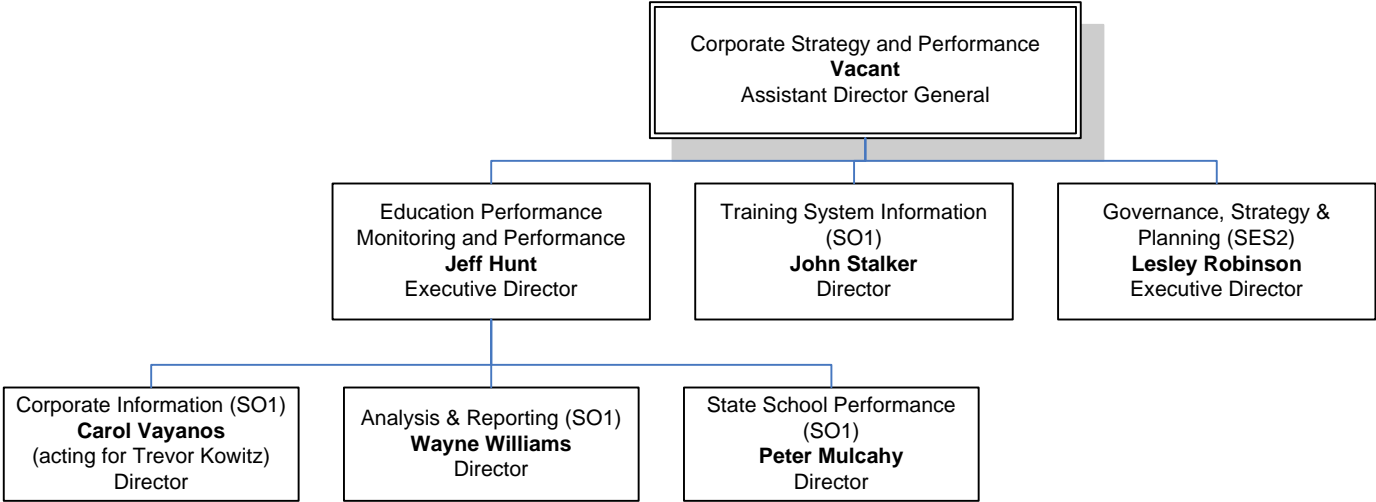 Corporate Strategy and Performance
Vacant
Assistant Director General
Education Performance
Monitoring and Performance
Jeff Hunt
Executive Director
Training System Information
(SO1)
John Stalker
Director
Governance, Strategy &
Planning (SES2)
Lesley Robinson
Executive Director
Corporate Information (SO1)
Carol Vayanos
(acting for Trevor Kowitz)
Director
Analysis & Reporting (SO1)
Wayne Williams
Director
State School Performance
(SO1)
Peter Mulcahy
Director